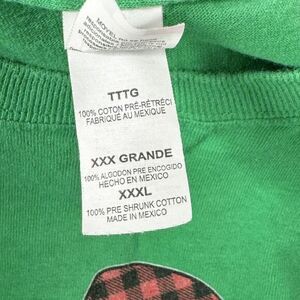 TTTG
100% COTON PRÉ-RÉTRÉCI
FABRIQUÉ AU MEXIQUE
XXX GRANDE
100% ALGODON PRE ENCOGIDO
HECHO EN MEXICO
XXXL
100% PRE SHRUNK COTTON
MADE IN MEXICO